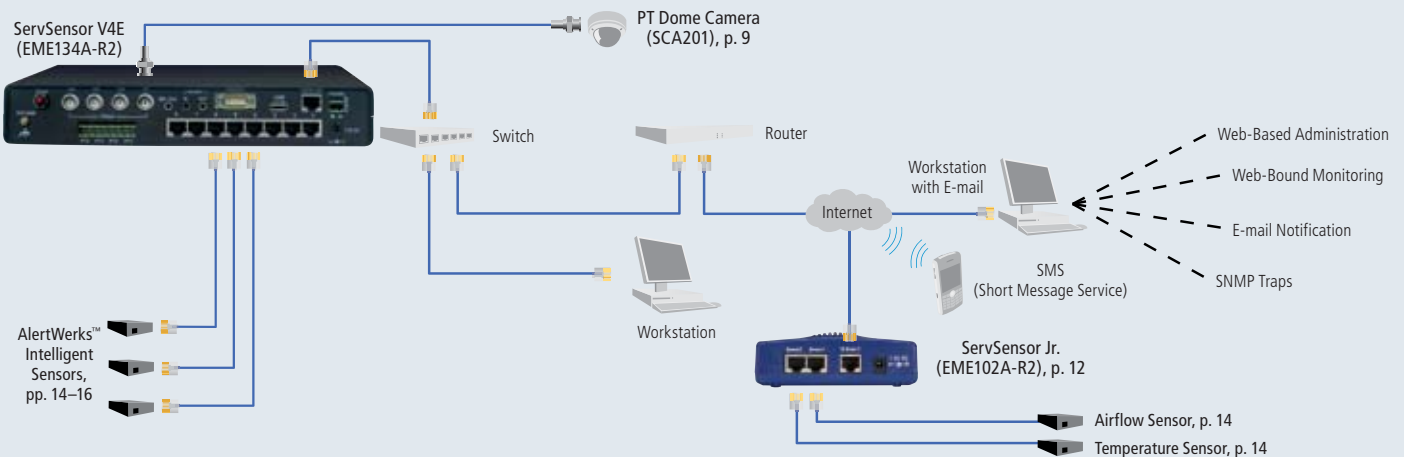 ServSensor V4E
(EME134A-R2)
PT Dome Camera
(SCA201), p. 9
Switch
Router
Workstation
with E-mail
Internet
Web-Based Administration
Web-Bound Monitoring
E-mail Notification
SNMP Traps
SMS
(Short Message Service)
Workstation
AlertWerks™
Intelligent
Sensors,
pp. 14–16
ServSensor Jr.
(EME102A-R2), p. 12
Airflow Sensor, p. 14
Temperature Sensor, p. 14